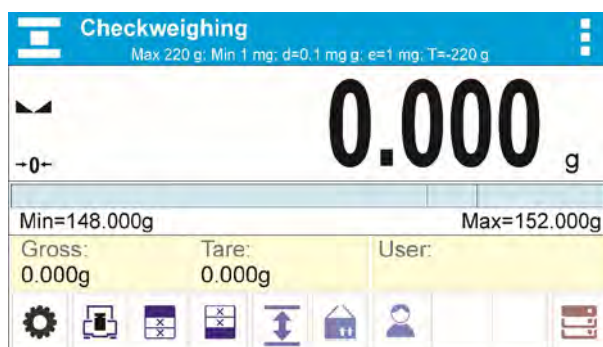 Checkweighing
Max 220 g; Min 1 mg; d=0.1 mg g; e=1 mg; T=-220 g
0.000 g
→0←
Min=148.000g Max=152.000g
Gross: Tare: User:
0.000g 0.000g